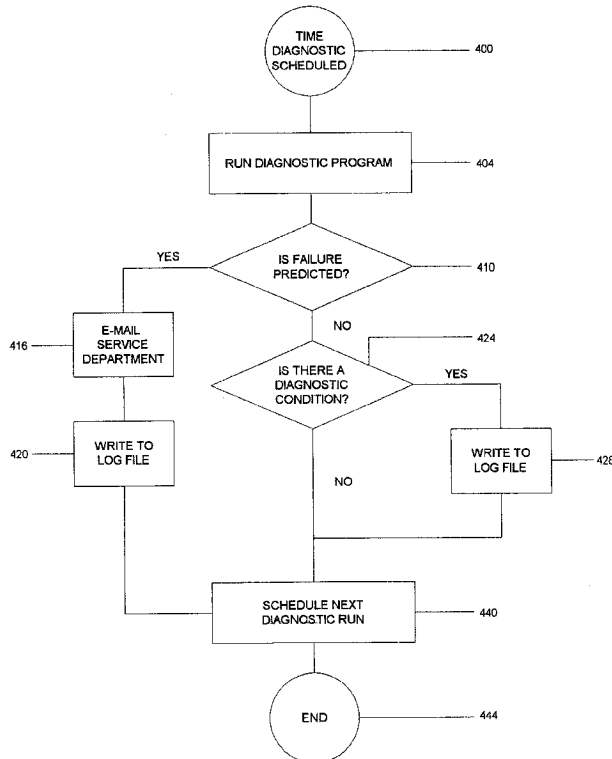 TIME
DIAGNOSTIC
SCHEDULED
400
RUN DIAGNOSTIC PROGRAM
404
YES
IS FAILURE
PREDICTED?
410
NO
416
E-MAIL
SERVICE
DEPARTMENT
424
IS THERE A
DIAGNOSTIC
CONDITION?
YES
420
WRITE TO
LOG FILE
WRITE TO
LOG FILE
428
NO
SCHEDULE NEXT
DIAGNOSTIC RUN
440
END
444